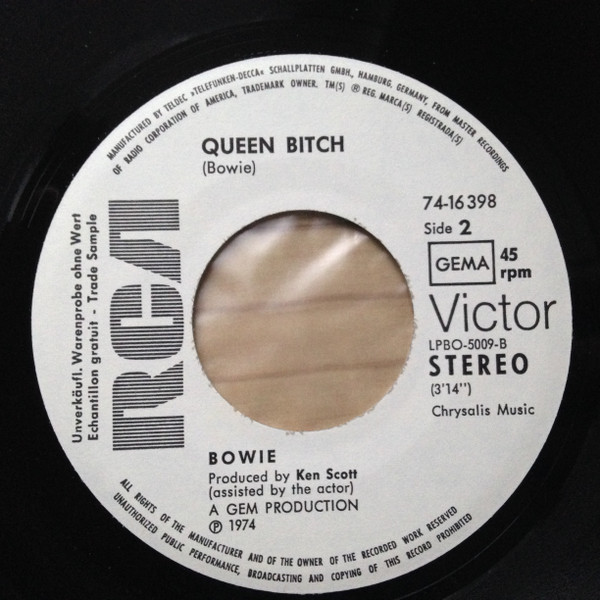 MANUFACTURED BY TELDEC »TELEFUNKEN-DECCA« SCHALLPLATTEN GMBH., HAMBURG, GERMANY, FROM MASTER RECORDINGS
OF RADIO CORPORATION OF AMERICA, TRADEMARK OWNER. TM(S) ® REG. MARCA(S) REGISTRADA(S)
QUEEN BITCH
(Bowie)
74-16398
Side 2
GEMA
45
rpm
Victor
LPBO-5009-B
STEREO
(3'14'')
Chrysalis Music
RCA
Unverkäufl. Warenprobe ohne Wert
Echantillon gratuit - Trade Sample
BOWIE
Produced by Ken Scott
(assisted by the actor)
A GEM PRODUCTION
℗ 1974
ALL RIGHTS OF THE MANUFACTURER AND OF THE OWNER OF THE RECORDED WORK RESERVED
UNAUTHORIZED PUBLIC PERFORMANCE, BROADCASTING AND COPYING OF THIS RECORD PROHIBITED